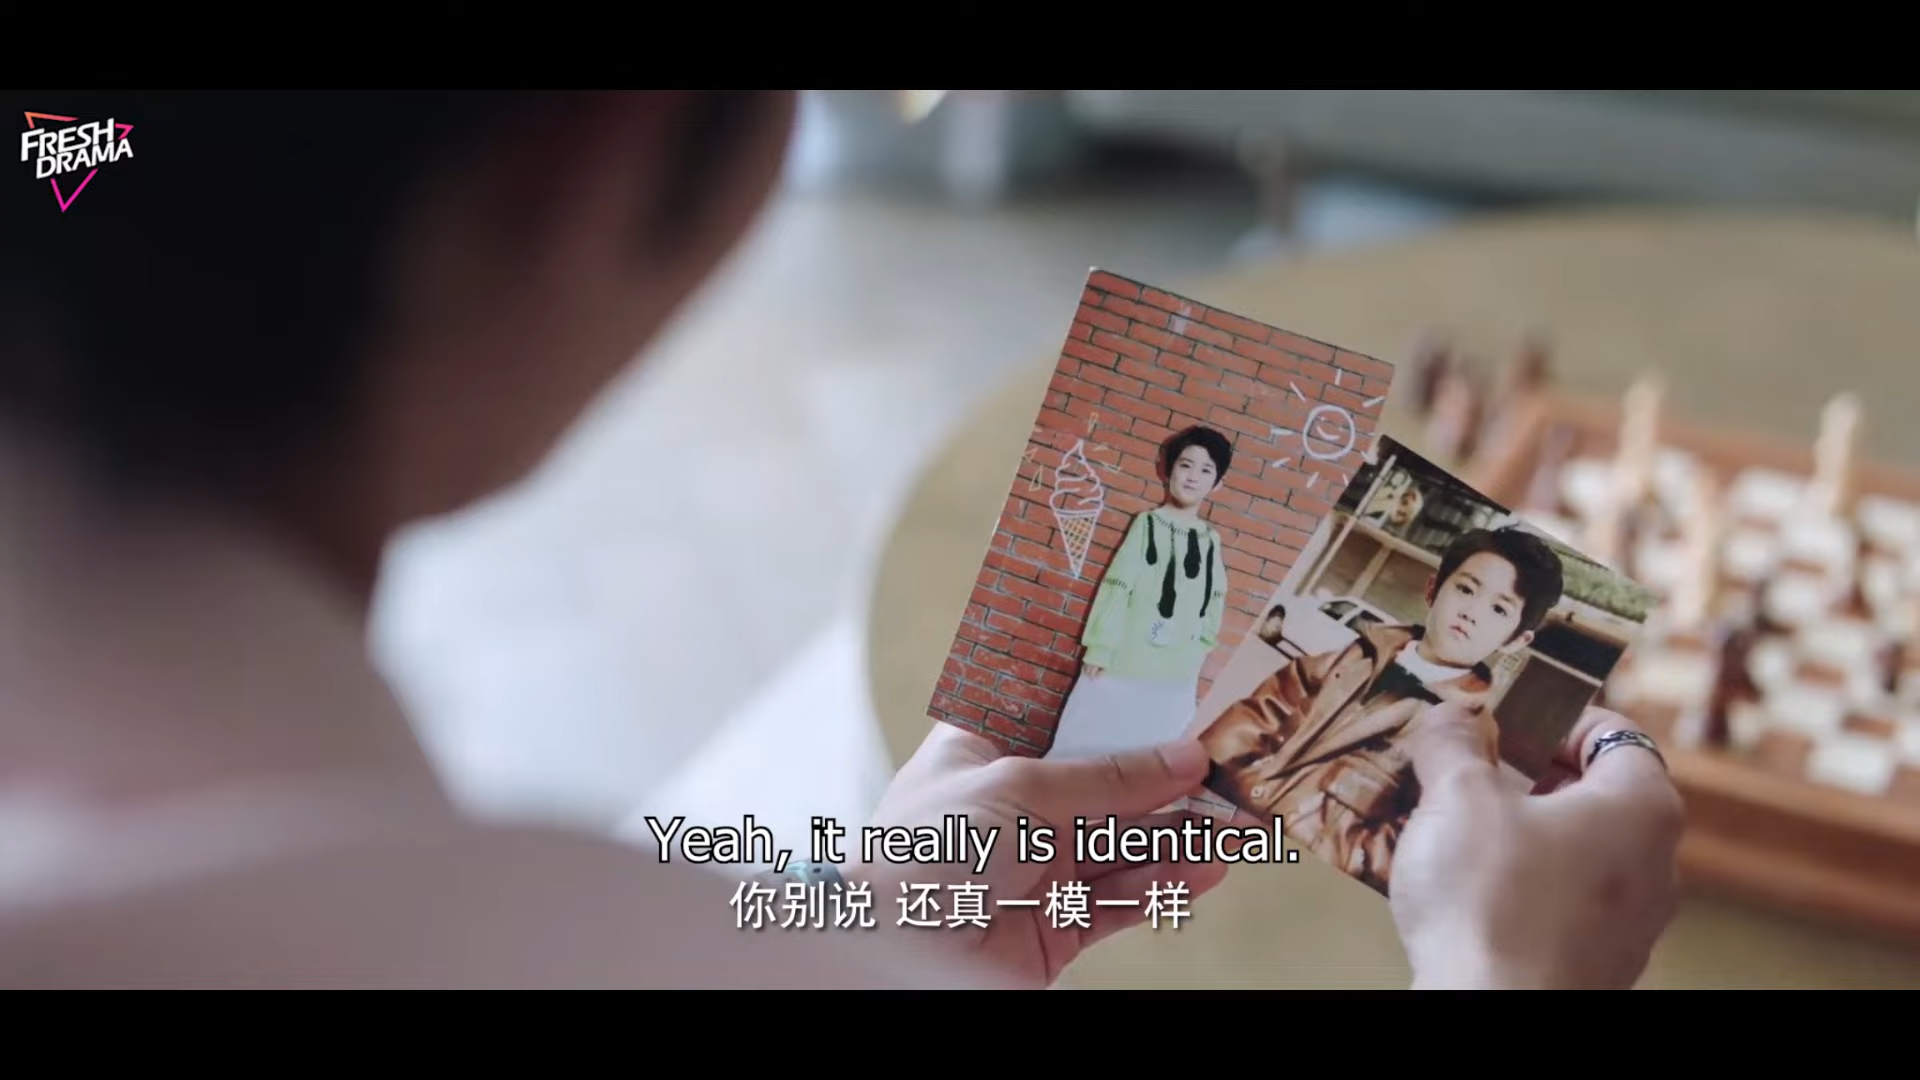 FRESH
DRAMA
Yeah, it really is identical.
你别说 还真一模一样